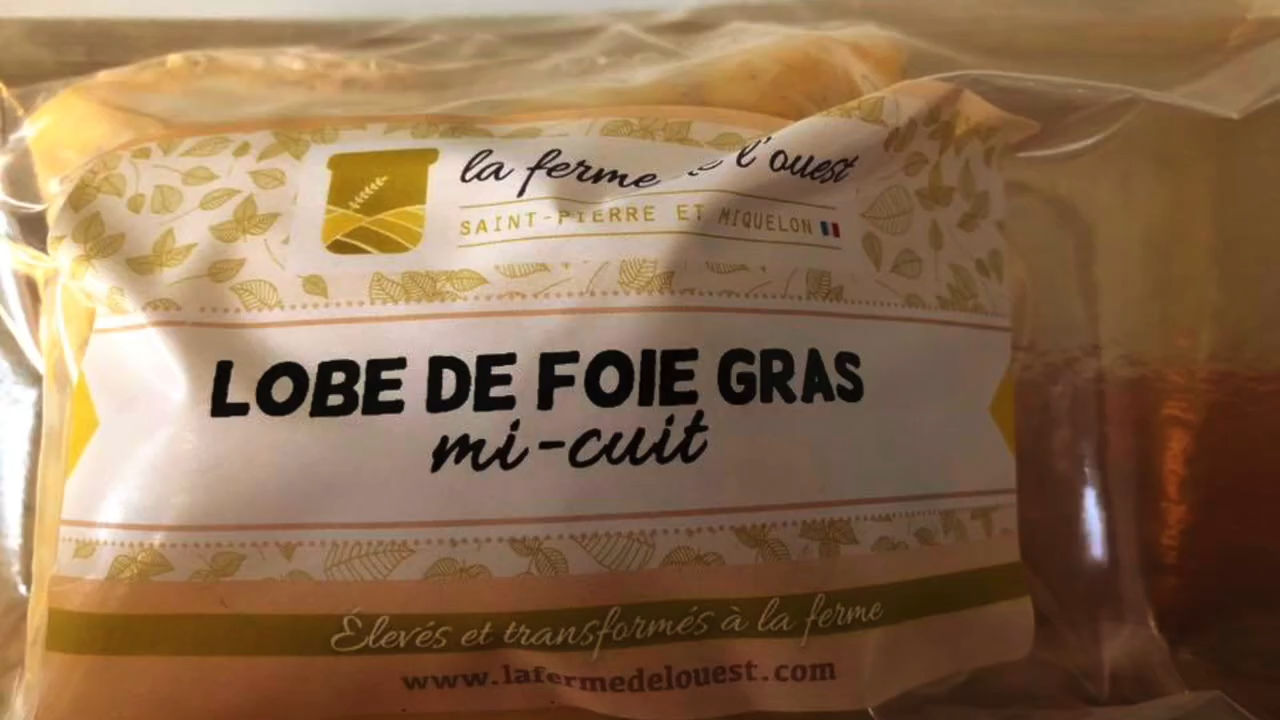 la ferme de l'ouest
SAINT-PIERRE ET MIQUELON
LOBE DE FOIE GRAS
mi-cuit
Élevés et transformés à la ferme
www.lafermedelouest.com